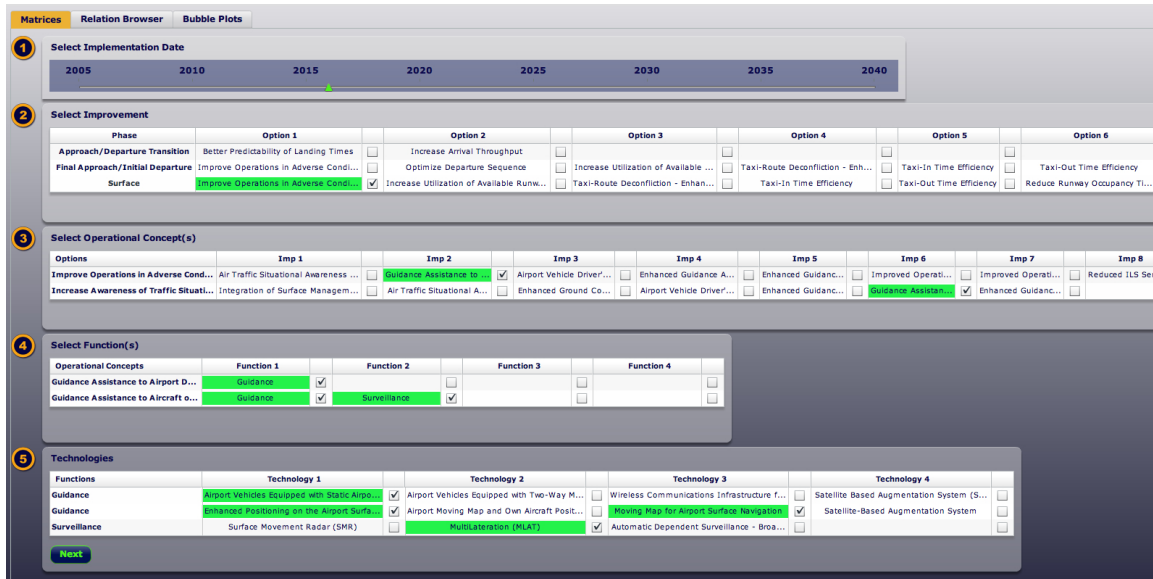 Matrices Relation Browser Bubble Plots
1 Select Implementation Date
2005 2010 2015 2020 2025 2030 2035 2040
2 Select Improvement
Phase Option 1 Option 2 Option 3 Option 4 Option 5 Option 6
Approach/Departure Transition Better Predictability of Landing Times Increase Arrival Throughput
Final Approach/Initial Departure Improve Operations in Adverse Condi... Optimize Departure Sequence Increase Utilization of Available ... Taxi-Route Deconfliction - Enh... Taxi-In Time Efficiency Taxi-Out Time Efficiency
Surface Improve Operations in Adverse Condi... Increase Utilization of Available Runw... Taxi-Route Deconfliction - Enhan... Taxi-In Time Efficiency Taxi-Out Time Efficiency Reduce Runway Occupancy Ti...
3 Select Operational Concept(s)
Options Imp 1 Imp 2 Imp 3 Imp 4 Imp 5 Imp 6 Imp 7 Imp 8
Improve Operations in Adverse Cond... Air Traffic Situational Awareness ... Guidance Assistance to ... Airport Vehicle Driver'... Enhanced Guidance A... Enhanced Guidanc... Improved Operati... Improved Operati... Reduced ILS Ser
Increase Awareness of Traffic Situati... Integration of Surface Managem... Air Traffic Situational A... Enhanced Ground Co... Airport Vehicle Driver'... Enhanced Guidanc... Guidance Assistan... Enhanced Guidanc...
4 Select Function(s)
Operational Concepts Function 1 Function 2 Function 3 Function 4
Guidance Assistance to Airport D... Guidance
Guidance Assistance to Aircraft o... Guidance Surveillance
5 Technologies
Functions Technology 1 Technology 2 Technology 3 Technology 4
Guidance Airport Vehicles Equipped with Static Airpo... Airport Vehicles Equipped with Two-Way M... Wireless Communications Infrastructure f... Satellite Based Augmentation System (S...
Guidance Enhanced Positioning on the Airport Surfa... Airport Moving Map and Own Aircraft Posit... Moving Map for Airport Surface Navigation Satellite-Based Augmentation System
Surveillance Surface Movement Radar (SMR) MultiLateration (MLAT) Automatic Dependent Surveillance - Broa...
Next